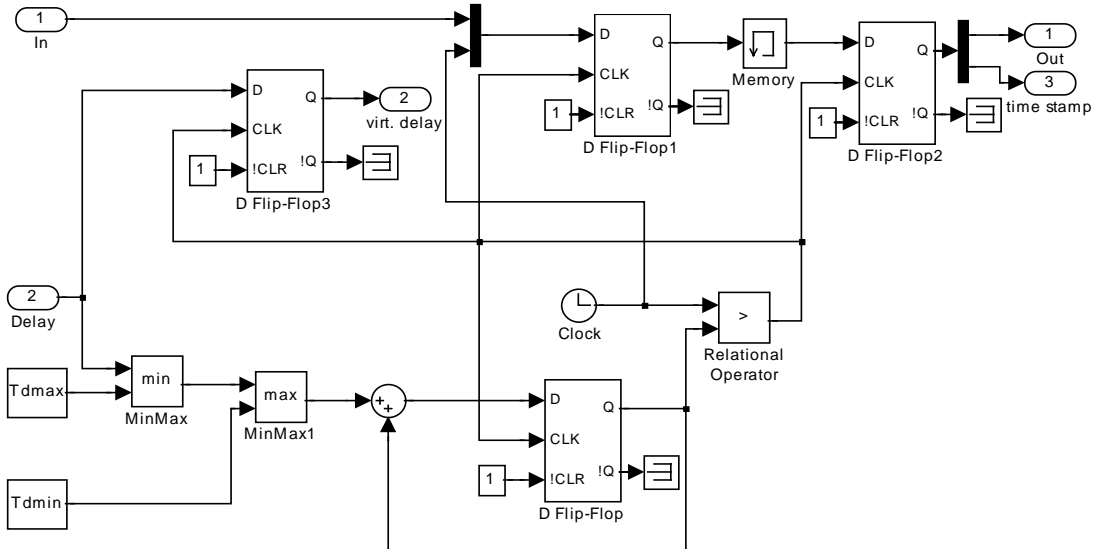 1
In
D
Q
CLK
1
!CLR
!Q
D Flip-Flop1
Memory
D
Q
CLK
1
!CLR
!Q
D Flip-Flop2
1
Out
3
time stamp
D
Q
CLK
1
!CLR
!Q
D Flip-Flop3
2
virt. delay
2
Delay
Clock
>
Relational
Operator
Tdmax
min
MinMax
max
MinMax1
+
+
D
Q
CLK
1
!CLR
!Q
D Flip-Flop
Tdmin